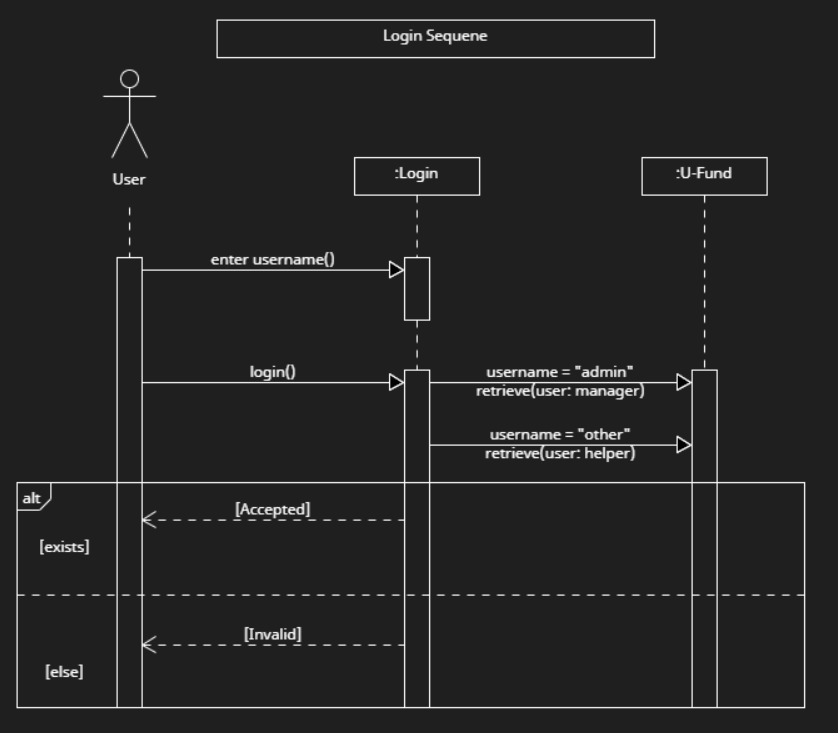 Login Sequene
User
:Login
:U-Fund
enter username()
login()
username = "admin"
retrieve(user: manager)
username = "other"
retrieve(user: helper)
alt
[Accepted]
[exists]
[Invalid]
[else]